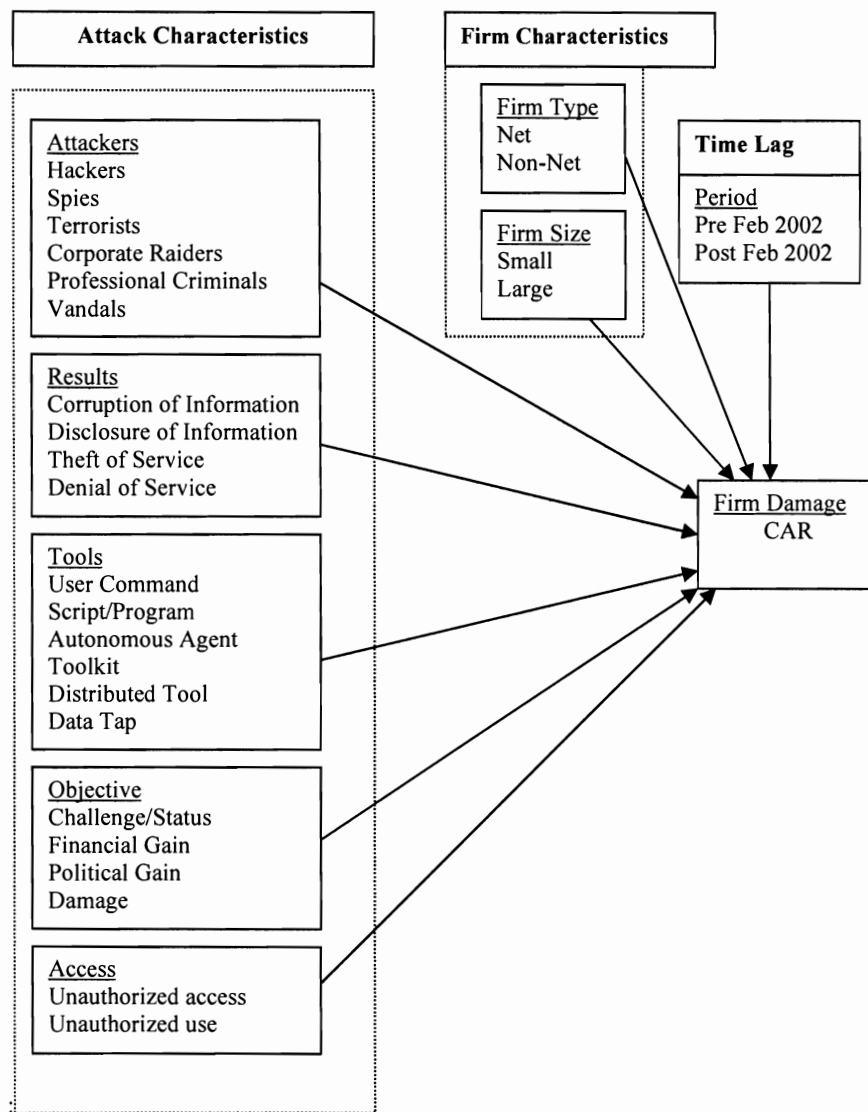 Attack Characteristics
Attackers
Hackers
Spies
Terrorists
Corporate Raiders
Professional Criminals
Vandals
Results
Corruption of Information
Disclosure of Information
Theft of Service
Denial of Service
Tools
User Command
Script/Program
Autonomous Agent
Toolkit
Distributed Tool
Data Tap
Objective
Challenge/Status
Financial Gain
Political Gain
Damage
Access
Unauthorized access
Unauthorized use
:
Firm Characteristics
Firm Type
Net
Non-Net
Firm Size
Small
Large
Time Lag
Period
Pre Feb 2002
Post Feb 2002
Firm Damage
CAR